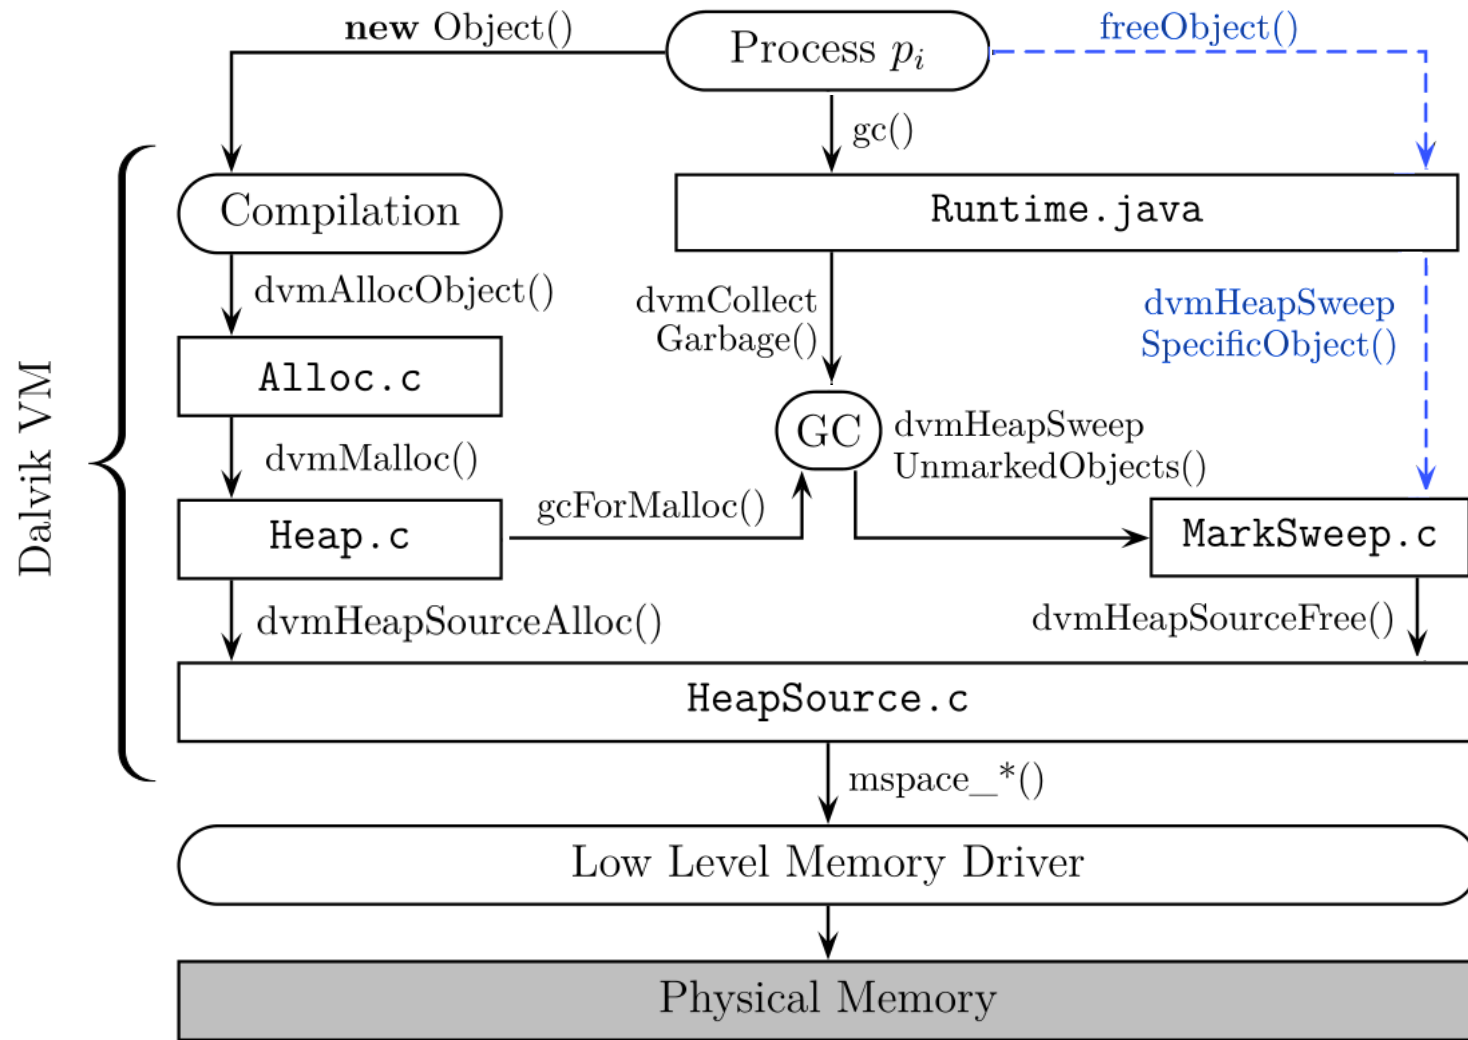 new Object()
Process pi
freeObject()
gc()
Compilation
Runtime.java
dvmAllocObject()
dvmCollect
Garbage()
dvmHeapSweep
SpecificObject()
Alloc.c
Dalvik VM
GC
dvmHeapSweep
UnmarkedObjects()
dvmMalloc()
gcForMalloc()
Heap.c
MarkSweep.c
dvmHeapSourceAlloc()
dvmHeapSourceFree()
HeapSource.c
mspace_*()
Low Level Memory Driver
Physical Memory